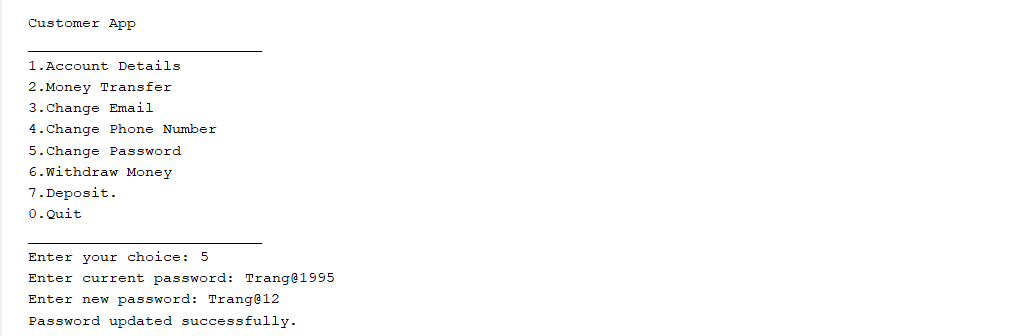 Customer App
__________________________
1.Account Details
2.Money Transfer
3.Change Email
4.Change Phone Number
5.Change Password
6.Withdraw Money
7.Deposit.
0.Quit
__________________________
Enter your choice: 5
Enter current password: Trang@1995
Enter new password: Trang@12
Password updated successfully.